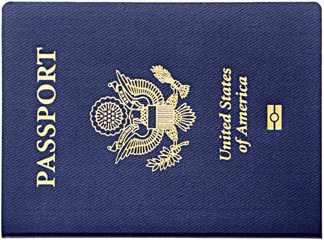 PASSPORT
United States
of America